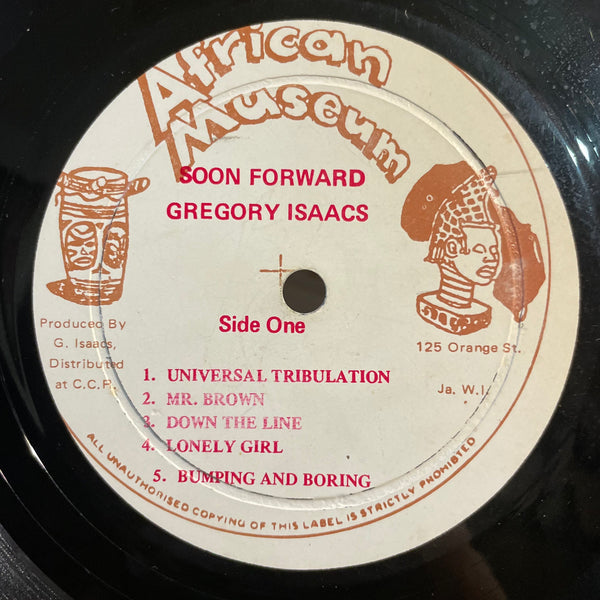 African
Museum
SOON FORWARD
GREGORY ISAACS
Side One
Produced By
G. Isaacs,
Distributed
at C.C.P.
125 Orange St.
Ja. W.I.
1. UNIVERSAL TRIBULATION
2. MR. BROWN
3. DOWN THE LINE
4. LONELY GIRL
5. BUMPING AND BORING
ALL UNAUTHORISED COPYING OF THIS LABEL IS STRICTLY PROHIBITED